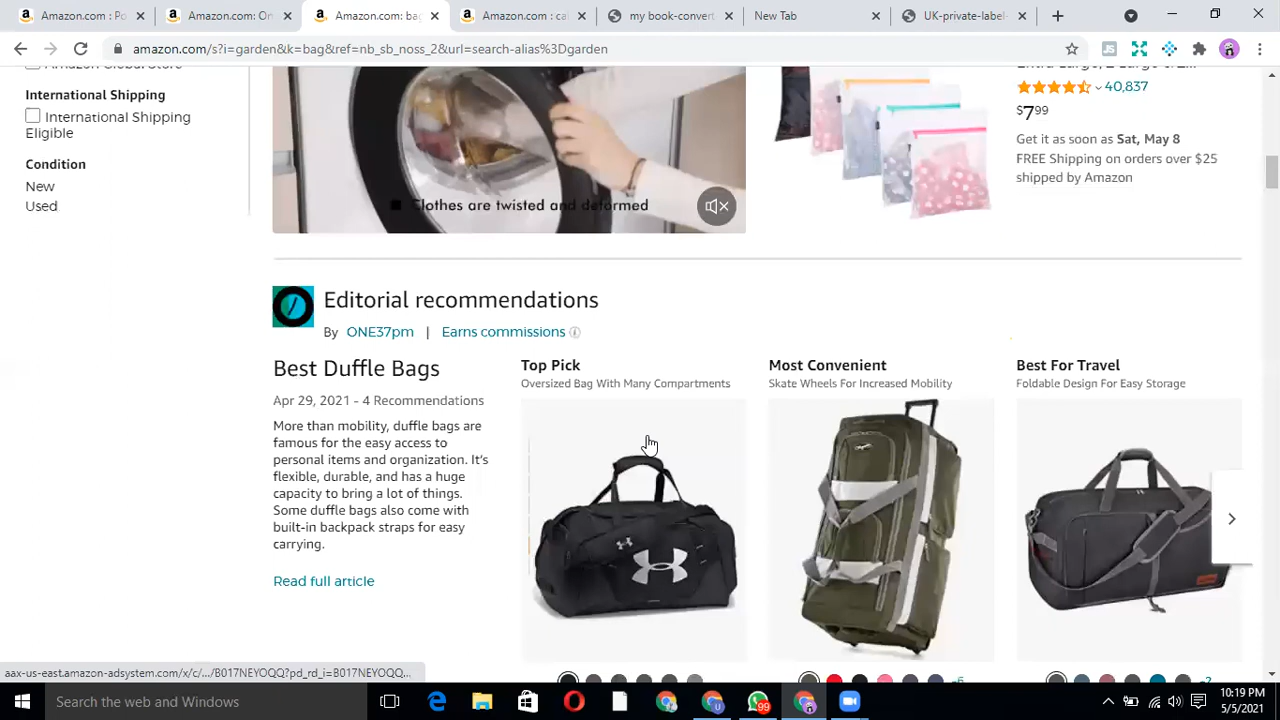 Amazon.com : Po
Amazon.com: On
Amazon.com: bag
Amazon.com : ca
my book-convert
New Tab
UK-private-label-
amazon.com/s?i=garden&k=bag&ref=nb_sb_noss_2&url=search-alias%3Dgarden
Amazon Global Store
International Shipping
International Shipping
Eligible
Condition
New
Used
Clothes are twisted and deformed
40,837
$7.99
Get it as soon as Sat, May 8
FREE Shipping on orders over $25
shipped by Amazon
Editorial recommendations
By ONE37pm | Earns commissions
Best Duffle Bags
Apr 29, 2021 - 4 Recommendations
More than mobility, duffle bags are
famous for the easy access to
personal items and organization. It's
flexible, durable, and has a huge
capacity to bring a lot of things.
Some duffle bags also come with
built-in backpack straps for easy
carrying.
Read full article
Top Pick
Oversized Bag With Many Compartments
Most Convenient
Skate Wheels For Increased Mobility
Best For Travel
Foldable Design For Easy Storage
aax-us-east.amazon-adsystem.com/x/c/.../B017NEYOQQ?pd_rd_i=B017NEYOQQ...
Search the web and Windows
99
10:19 PM
5/5/2021